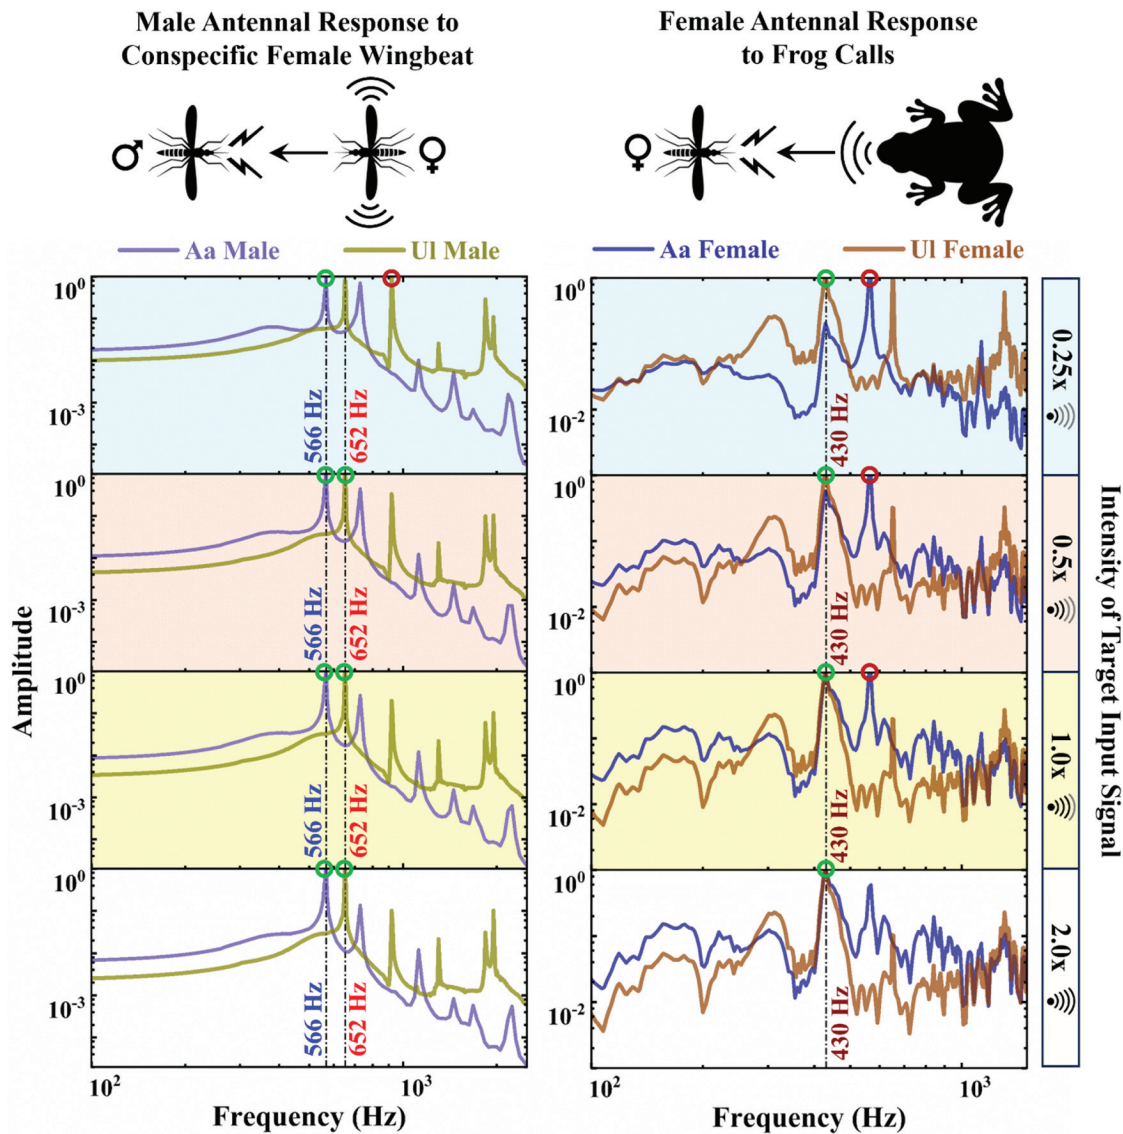 Male Antennal Response to
Conspecific Female Wingbeat
Female Antennal Response
to Frog Calls
♂
♀
♀
Aa Male
Ul Male
Aa Female
Ul Female
Amplitude
10^0
10^-3
566 Hz
652 Hz
10^0
10^-3
566 Hz
652 Hz
10^0
10^-3
566 Hz
652 Hz
10^0
10^-3
566 Hz
652 Hz
10^2
10^3
Frequency (Hz)
10^0
10^-2
430 Hz
10^0
10^-2
430 Hz
10^0
10^-2
430 Hz
10^0
10^-2
430 Hz
10^2
10^3
Frequency (Hz)
0.25x
0.5x
1.0x
2.0x
Intensity of Target Input Signal